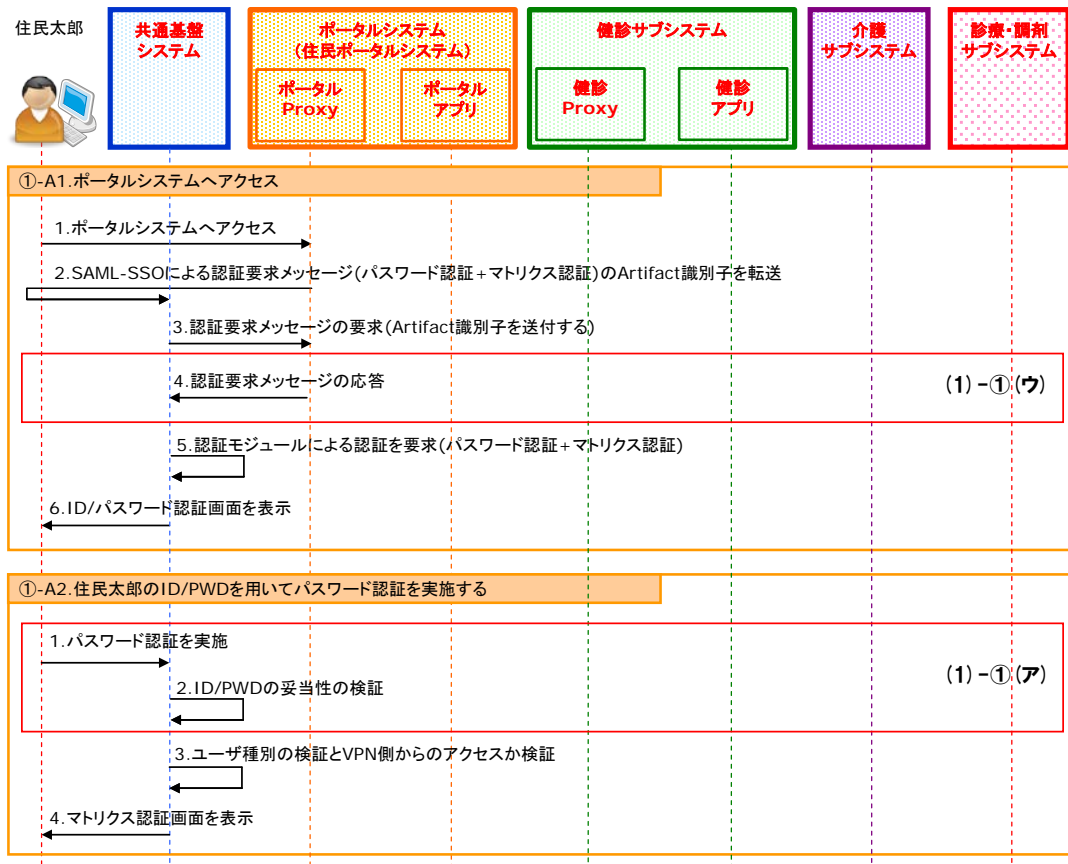 住民太郎
共通基盤
システム
ポータルシステム
(住民ポータルシステム)
ポータル
Proxy
ポータル
アプリ
健診サブシステム
健診
Proxy
健診
アプリ
介護
サブシステム
診療・調剤
サブシステム
①-A1.ポータルシステムへアクセス
1.ポータルシステムへアクセス
2.SAML-SSOによる認証要求メッセージ(パスワード認証+マトリクス認証)のArtifact識別子を転送
3.認証要求メッセージの要求(Artifact識別子を送付する)
4.認証要求メッセージの応答
(1)-①(ウ)
5.認証モジュールによる認証を要求(パスワード認証+マトリクス認証)
6.ID/パスワード認証画面を表示
①-A2.住民太郎のID/PWDを用いてパスワード認証を実施する
1.パスワード認証を実施
(1)-①(ア)
2.ID/PWDの妥当性の検証
3.ユーザ種別の検証とVPN側からのアクセスか検証
4.マトリクス認証画面を表示